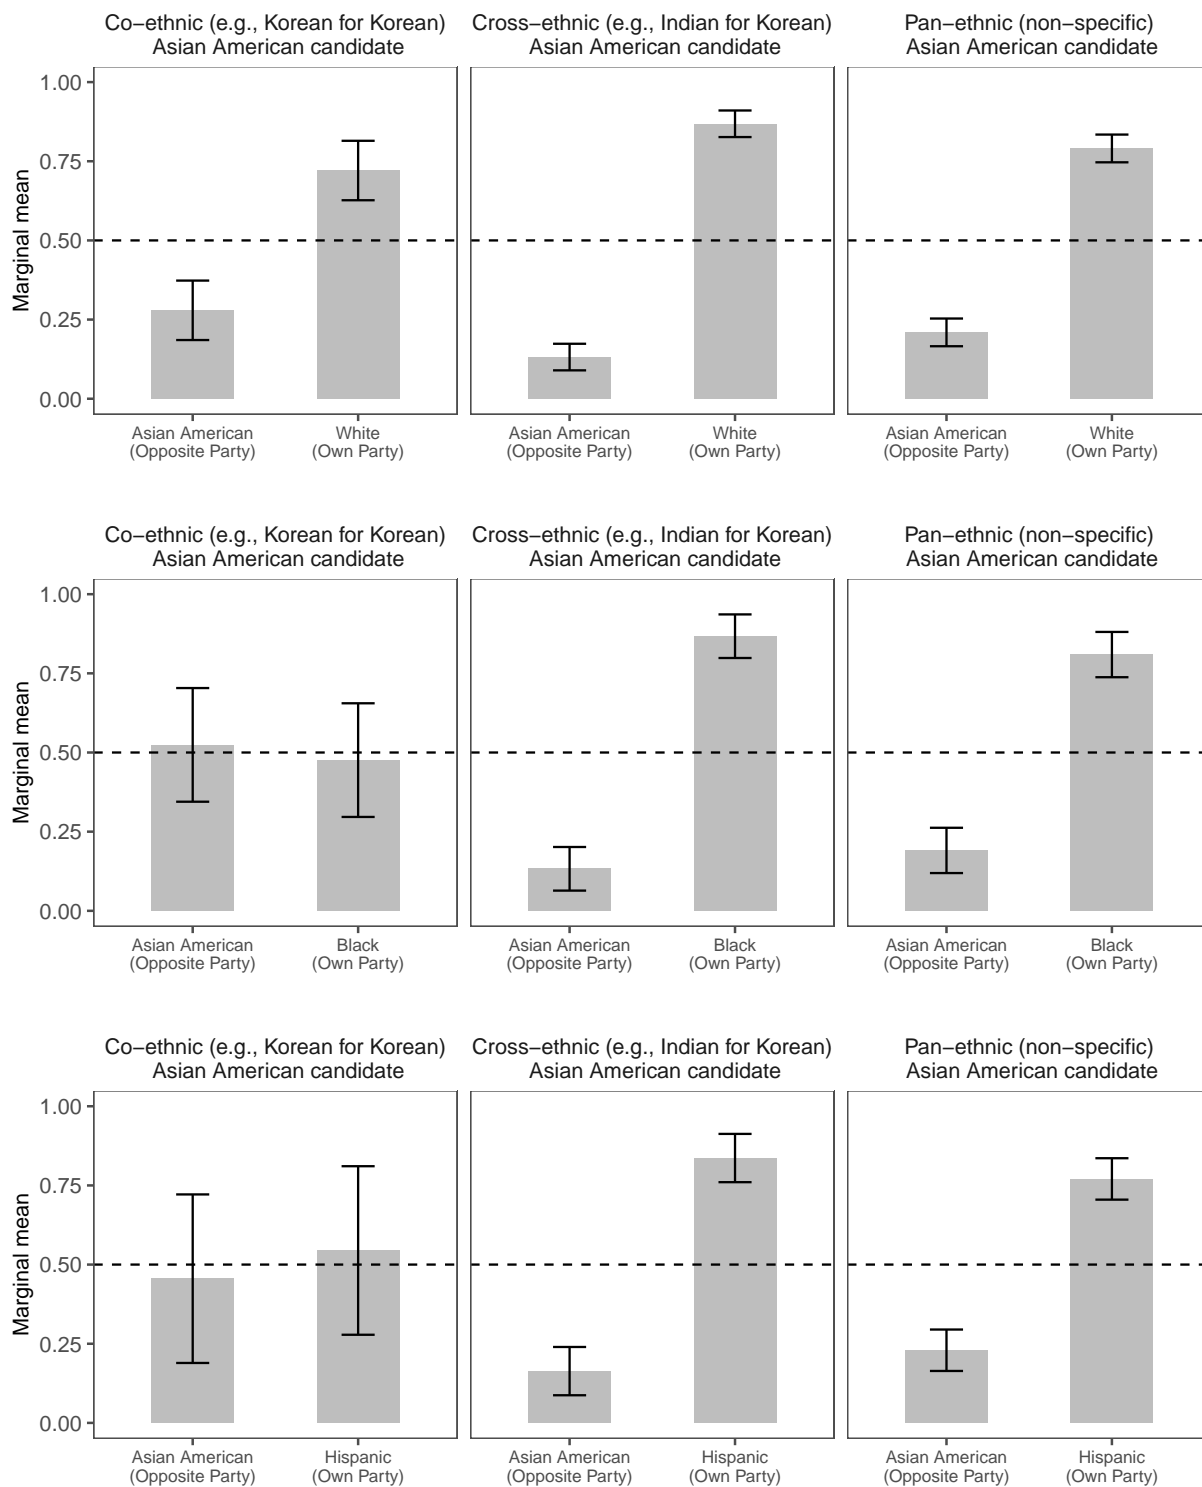 Co−ethnic (e.g., Korean for Korean)
Asian American candidate
Cross−ethnic (e.g., Indian for Korean)
Asian American candidate
Pan−ethnic (non−specific)
Asian American candidate
Marginal mean
1.00
0.75
0.50
0.25
0.00
Asian American
(Opposite Party)
White
(Own Party)
Asian American
(Opposite Party)
White
(Own Party)
Asian American
(Opposite Party)
White
(Own Party)
Co−ethnic (e.g., Korean for Korean)
Asian American candidate
Cross−ethnic (e.g., Indian for Korean)
Asian American candidate
Pan−ethnic (non−specific)
Asian American candidate
Marginal mean
1.00
0.75
0.50
0.25
0.00
Asian American
(Opposite Party)
Black
(Own Party)
Asian American
(Opposite Party)
Black
(Own Party)
Asian American
(Opposite Party)
Black
(Own Party)
Co−ethnic (e.g., Korean for Korean)
Asian American candidate
Cross−ethnic (e.g., Indian for Korean)
Asian American candidate
Pan−ethnic (non−specific)
Asian American candidate
Marginal mean
1.00
0.75
0.50
0.25
0.00
Asian American
(Opposite Party)
Hispanic
(Own Party)
Asian American
(Opposite Party)
Hispanic
(Own Party)
Asian American
(Opposite Party)
Hispanic
(Own Party)